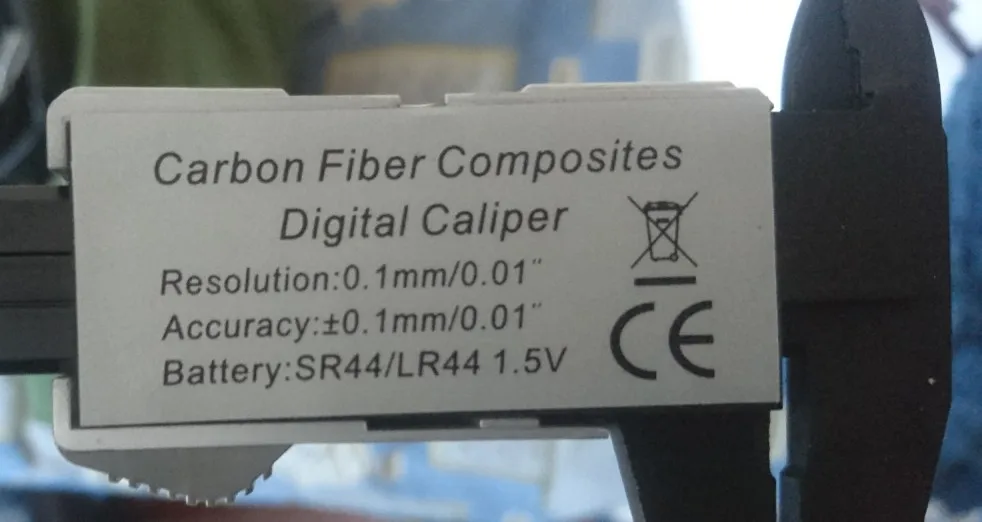 Carbon Fiber Composites
Digital Caliper
Resolution:0.1mm/0.01¨
Accuracy:±0.1mm/0.01¨
Battery:SR44/LR44 1.5V
CE